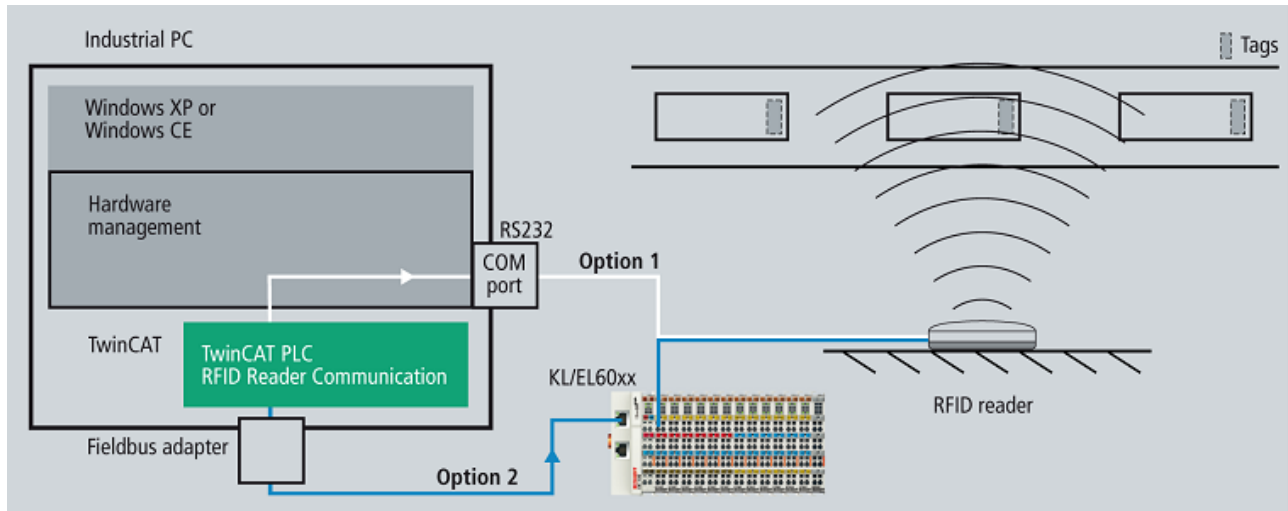 Industrial PC
Tags
Windows XP or
Windows CE
Hardware
management
RS232
COM
port
Option 1
TwinCAT
TwinCAT PLC
RFID Reader Communication
KL/EL60xx
RFID reader
Fieldbus adapter
Option 2